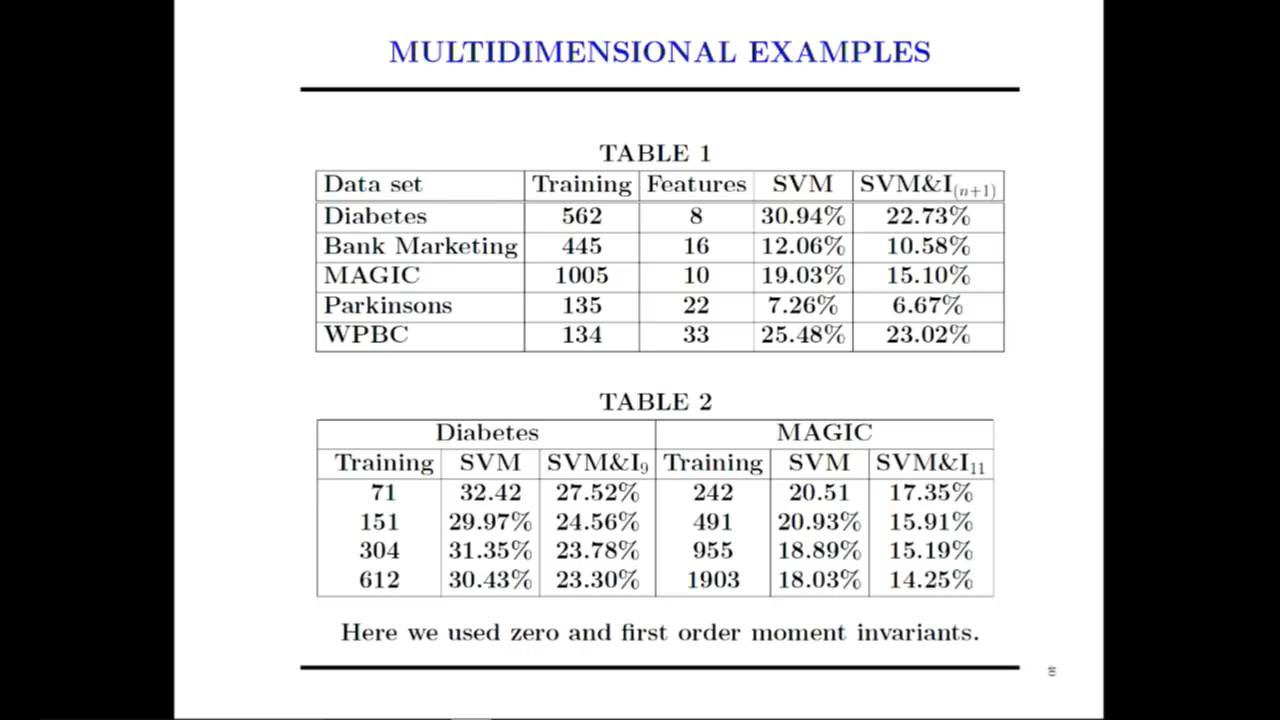 MULTIDIMENSIONAL EXAMPLES
TABLE 1
Data set Training Features SVM SVM&I(n+1)
Diabetes 562 8 30.94% 22.73%
Bank Marketing 445 16 12.06% 10.58%
MAGIC 1005 10 19.03% 15.10%
Parkinsons 135 22 7.26% 6.67%
WPBC 134 33 25.48% 23.02%
TABLE 2
Diabetes MAGIC
Training SVM SVM&I9 Training SVM SVM&I11
71 32.42 27.52% 242 20.51 17.35%
151 29.97% 24.56% 491 20.93% 15.91%
304 31.35% 23.78% 955 18.89% 15.19%
612 30.43% 23.30% 1903 18.03% 14.25%
Here we used zero and first order moment invariants.